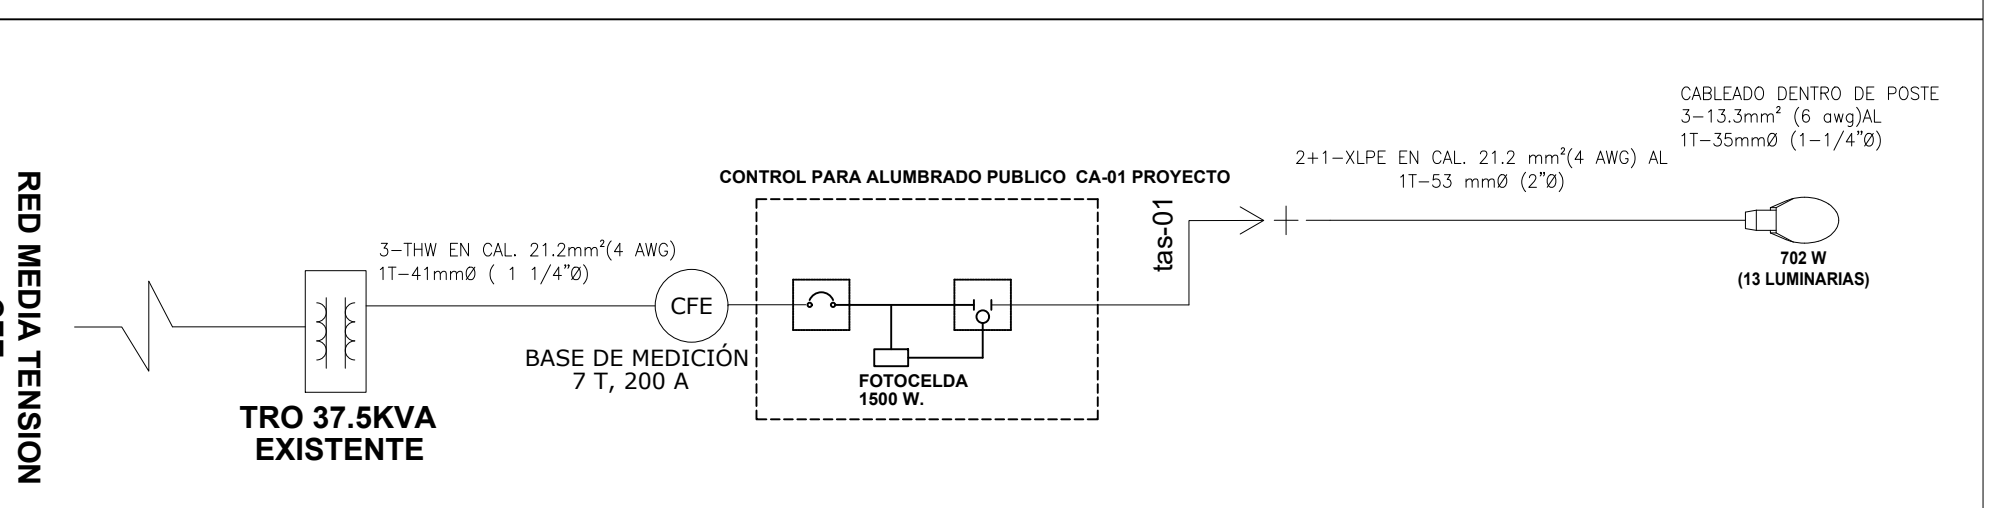 RED MEDIA TENSION
TRO 37.5KVA
EXISTENTE
3-THW EN CAL. 21.2mm²(4 AWG)
1T-41mmØ ( 1 1/4"Ø)
CFE
BASE DE MEDICIÓN
7 T, 200 A
CONTROL PARA ALUMBRADO PUBLICO CA-01 PROYECTO
FOTOCELDA
1500 W.
tas-01
2+1-XLPE EN CAL. 21.2 mm²(4 AWG) AL
1T-53 mmØ (2"Ø)
CABLEADO DENTRO DE POSTE
3-13.3mm² (6 awg)AL
1T-35mmØ (1-1/4"Ø)
702 W
(13 LUMINARIAS)